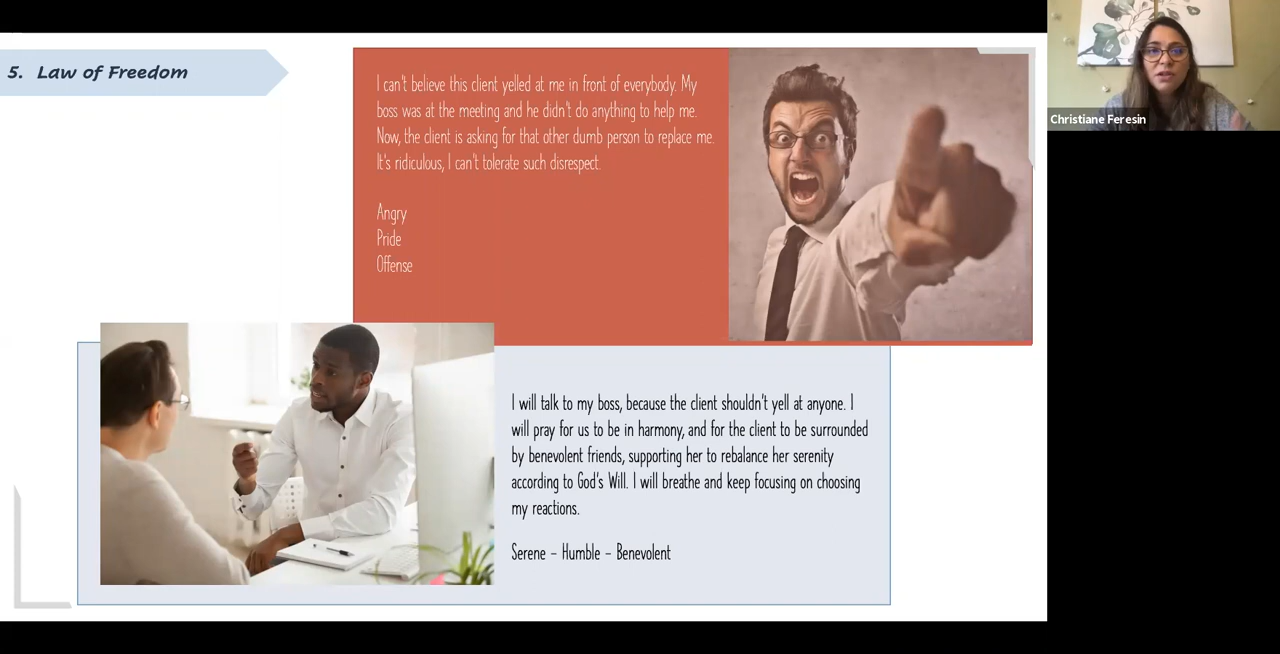 5. Law of Freedom
I can't believe this client yelled at me in front of everybody. My
boss was at the meeting and he didn't do anything to help me.
Now, the client is asking for that other dumb person to replace me.
It's ridiculous, I can't tolerate such disrespect.
Angry
Pride
Offense
I will talk to my boss, because the client shouldn't yell at anyone. I
will pray for us to be in harmony, and for the client to be surrounded
by benevolent friends, supporting her to rebalance her serenity
according to God's Will. I will breathe and keep focusing on choosing
my reactions.
Serene – Humble – Benevolent
Christiane Feresin